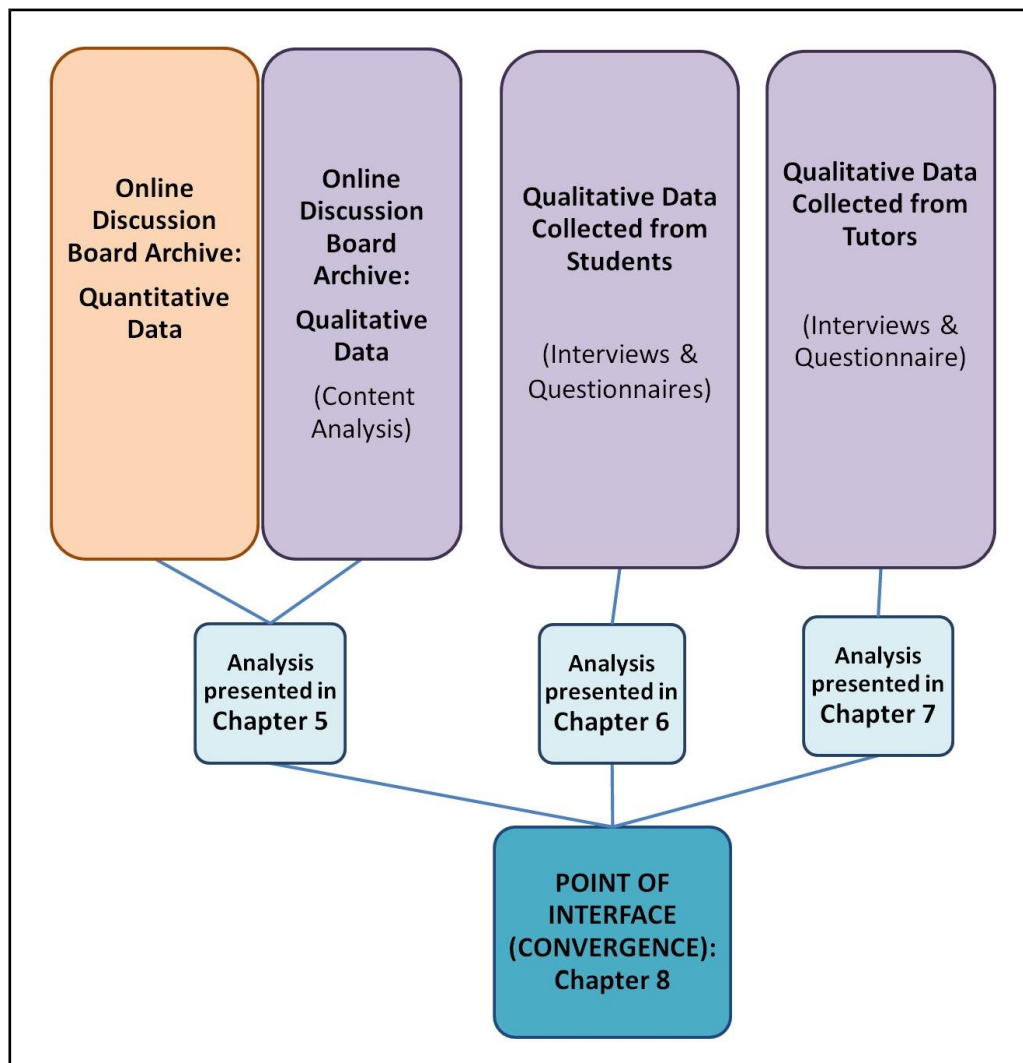 Online
Discussion
Board Archive:
Quantitative
Data
Online
Discussion
Board
Archive:
Qualitative
Data
(Content
Analysis)
Qualitative Data
Collected from
Students
(Interviews &
Questionnaires)
Qualitative Data
Collected from
Tutors
(Interviews &
Questionnaire)
Analysis
presented in
Chapter 5
Analysis
presented in
Chapter 6
Analysis
presented in
Chapter 7
POINT OF
INTERFACE
(CONVERGENCE):
Chapter 8